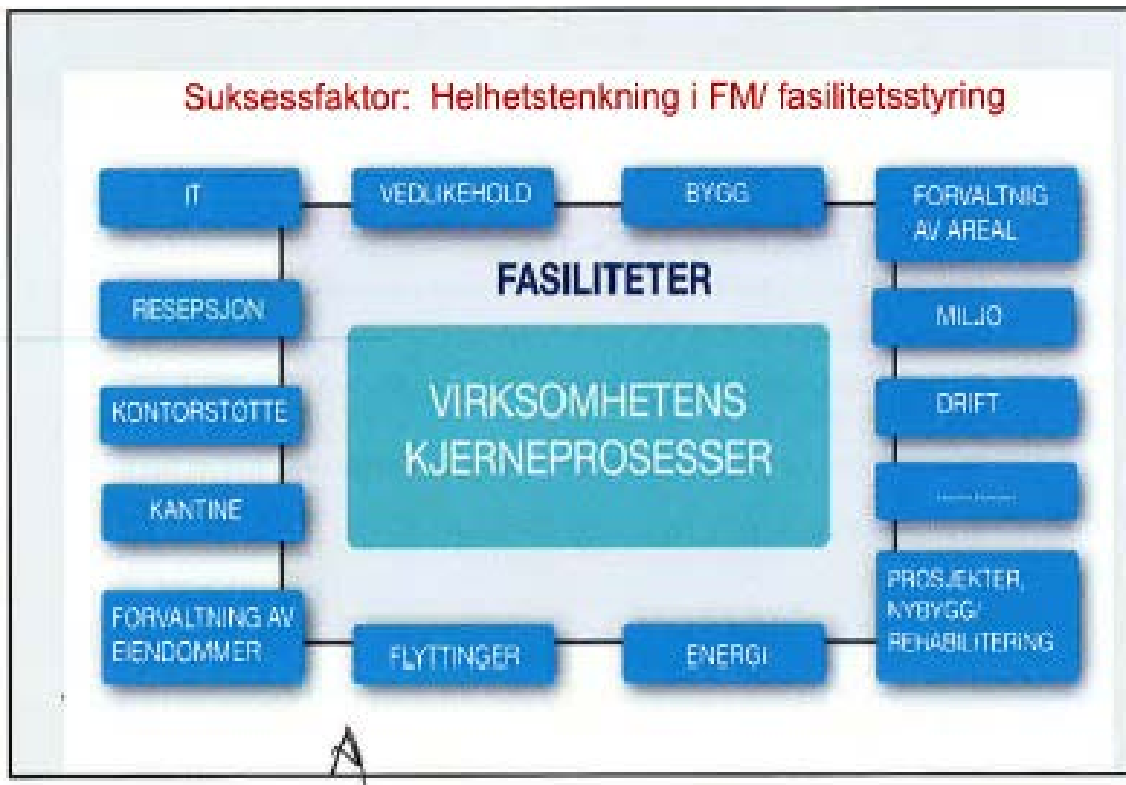 Suksessfaktor: Helhetstenkning i FM/ fasilitetsstyring
IT
VEDLIKEHOLD
BYGG
FORVALTNIG
AV AREAL
FASILITETER
RESEPSJON
MILJO
VIRKSOMHETENS
KJERNEPROSESSER
KONTORSTOTTE
DRIFT
KANTINE
............
FORVALTNING AV
EIENDOMMER
FLYTTINGER
ENERGI
PROSJEKTER,
NYBYGG/
REHABILITERING